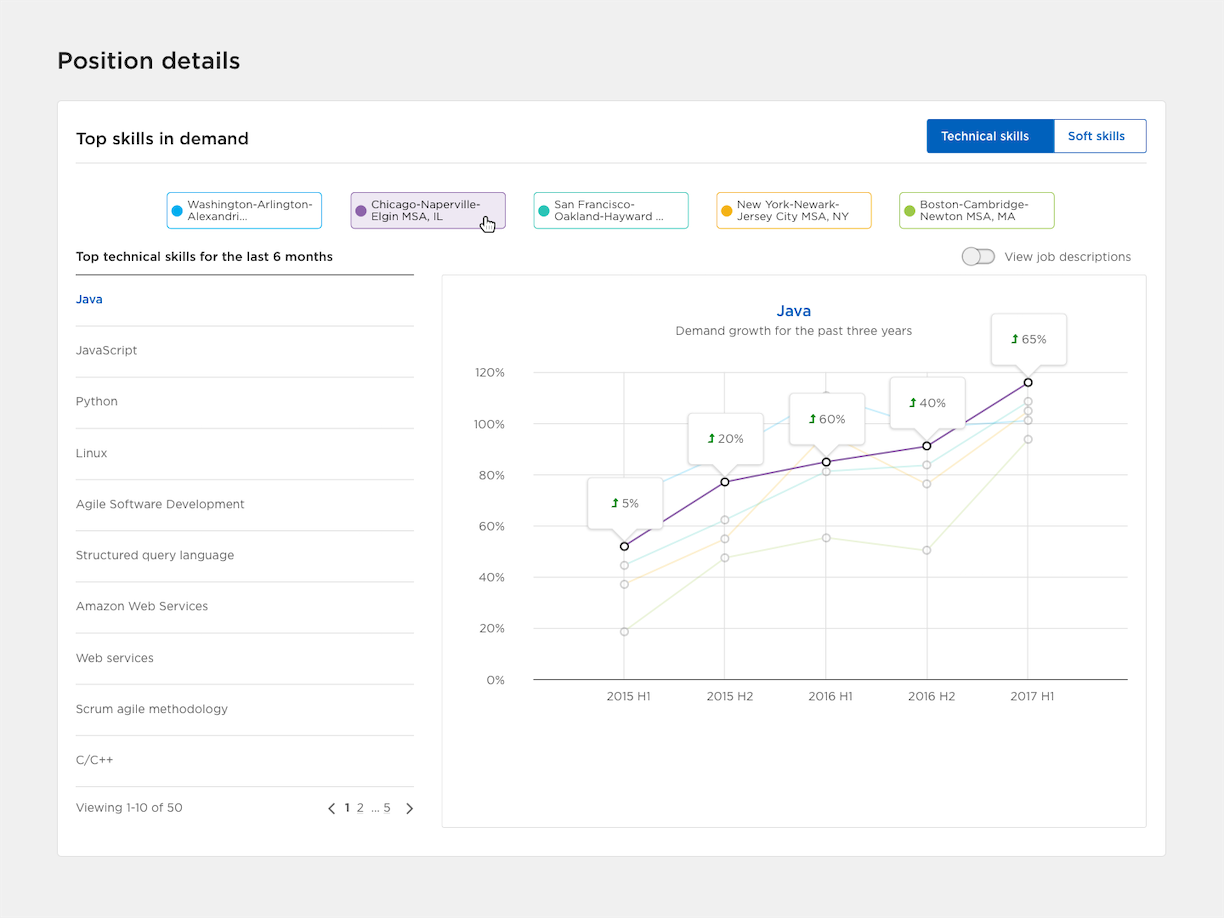 Position details
Top skills in demand
Technical skills
Soft skills
Washington-Arlington-
Alexandri...
Chicago-Naperville-
Elgin MSA, IL
San Francisco-
Oakland-Hayward ...
New York-Newark-
Jersey City MSA, NY
Boston-Cambridge-
Newton MSA, MA
Top technical skills for the last 6 months
View job descriptions
Java
JavaScript
Python
Linux
Agile Software Development
Structured query language
Amazon Web Services
Web services
Scrum agile methodology
C/C++
Viewing 1-10 of 50
1 2 ... 5
Java
Demand growth for the past three years
120%
100%
80%
60%
40%
20%
0%
5%
20%
60%
40%
65%
2015 H1
2015 H2
2016 H1
2016 H2
2017 H1